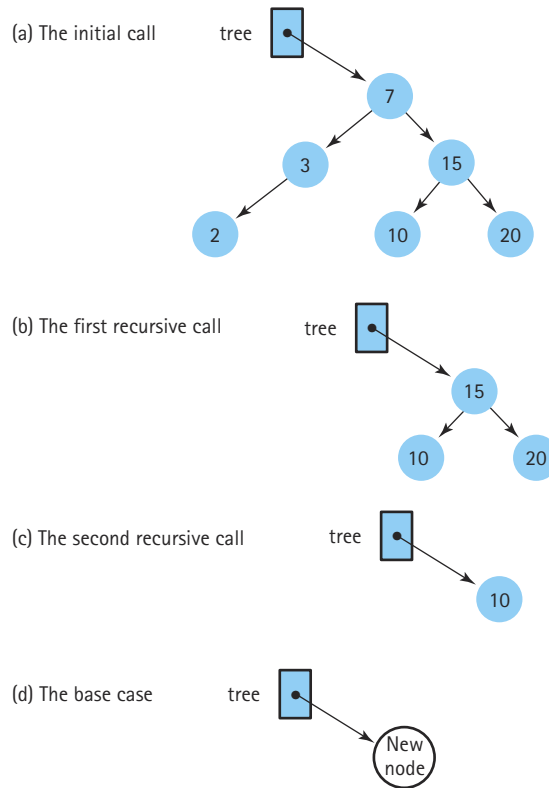 (a) The initial call
tree
7
3
15
2
10
20
(b) The first recursive call
tree
15
10
20
(c) The second recursive call
tree
10
(d) The base case
tree
New
node